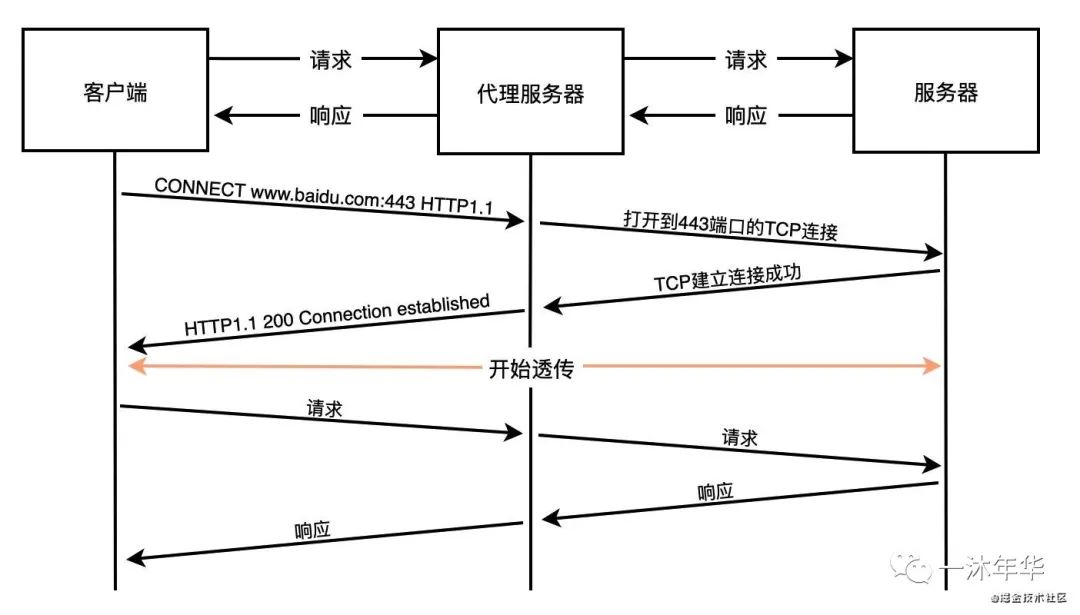 客户端
请求
响应
代理服务器
请求
响应
服务器
CONNECT www.baidu.com:443 HTTP1.1
打开到443端口的TCP连接
TCP建立连接成功
HTTP1.1 200 Connection established
开始透传
请求
请求
响应
响应
一沐年华
@掘金技术社区